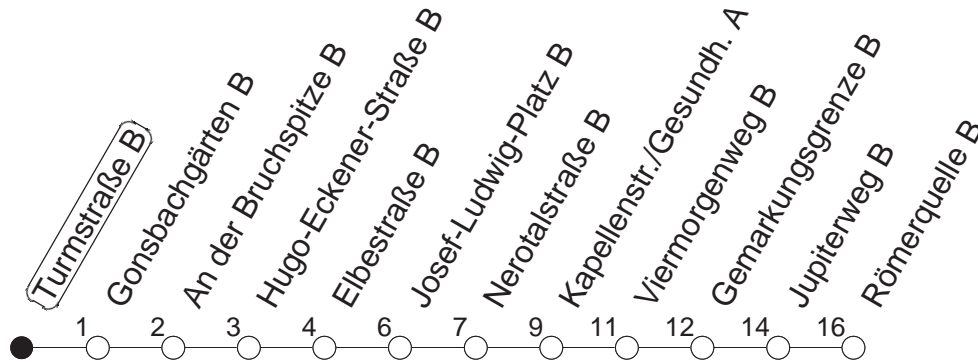 Turmstraße B
Gonsbachgärten B
An der Bruchspitze B
Hugo-Eckener-Straße B
Elbestraße B
Josef-Ludwig-Platz B
Nerotalstraße B
Kapellenstr./Gesundh. A
Viermorgenweg B
Gemarkungsgrenze B
Jupiterweg B
Römerquelle B
1 2 3 4 6 7 9 11 12 14 16